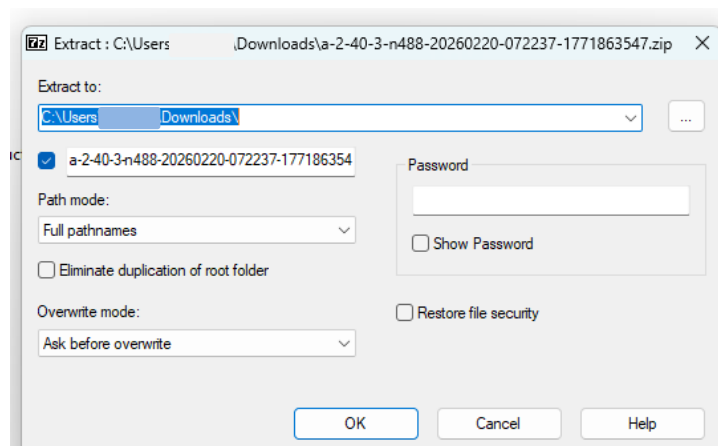 7z Extract : C:\Users \Downloads\a-2-40-3-n488-20260220-072237-1771863547.zip
Extract to:
C:\Users Downloads\
...
a-2-40-3-n488-20260220-072237-177186354
Password
Path mode:
Full pathnames
Show Password
Eliminate duplication of root folder
Overwrite mode:
Restore file security
Ask before overwrite
OK Cancel Help